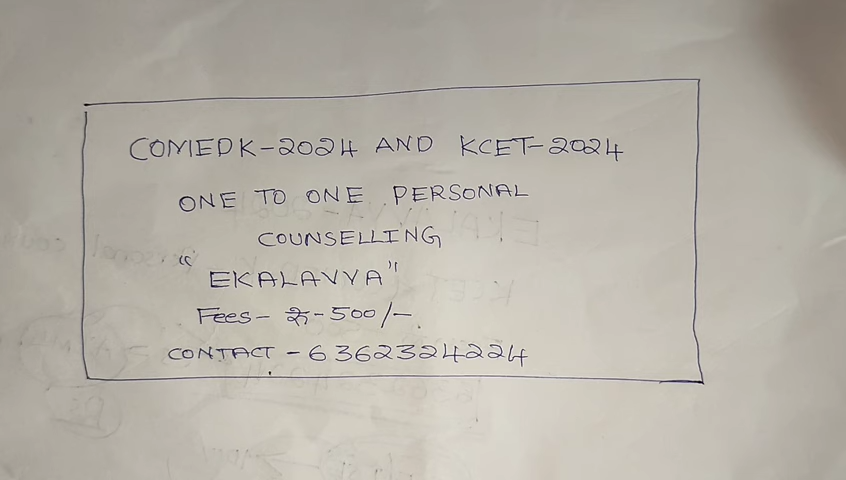 COMEDK-2024 AND KCET-2024
ONE TO ONE PERSONAL
COUNSELLING
"EKALAVYA"
Fees - ₹-500/-
CONTACT - 6362324224